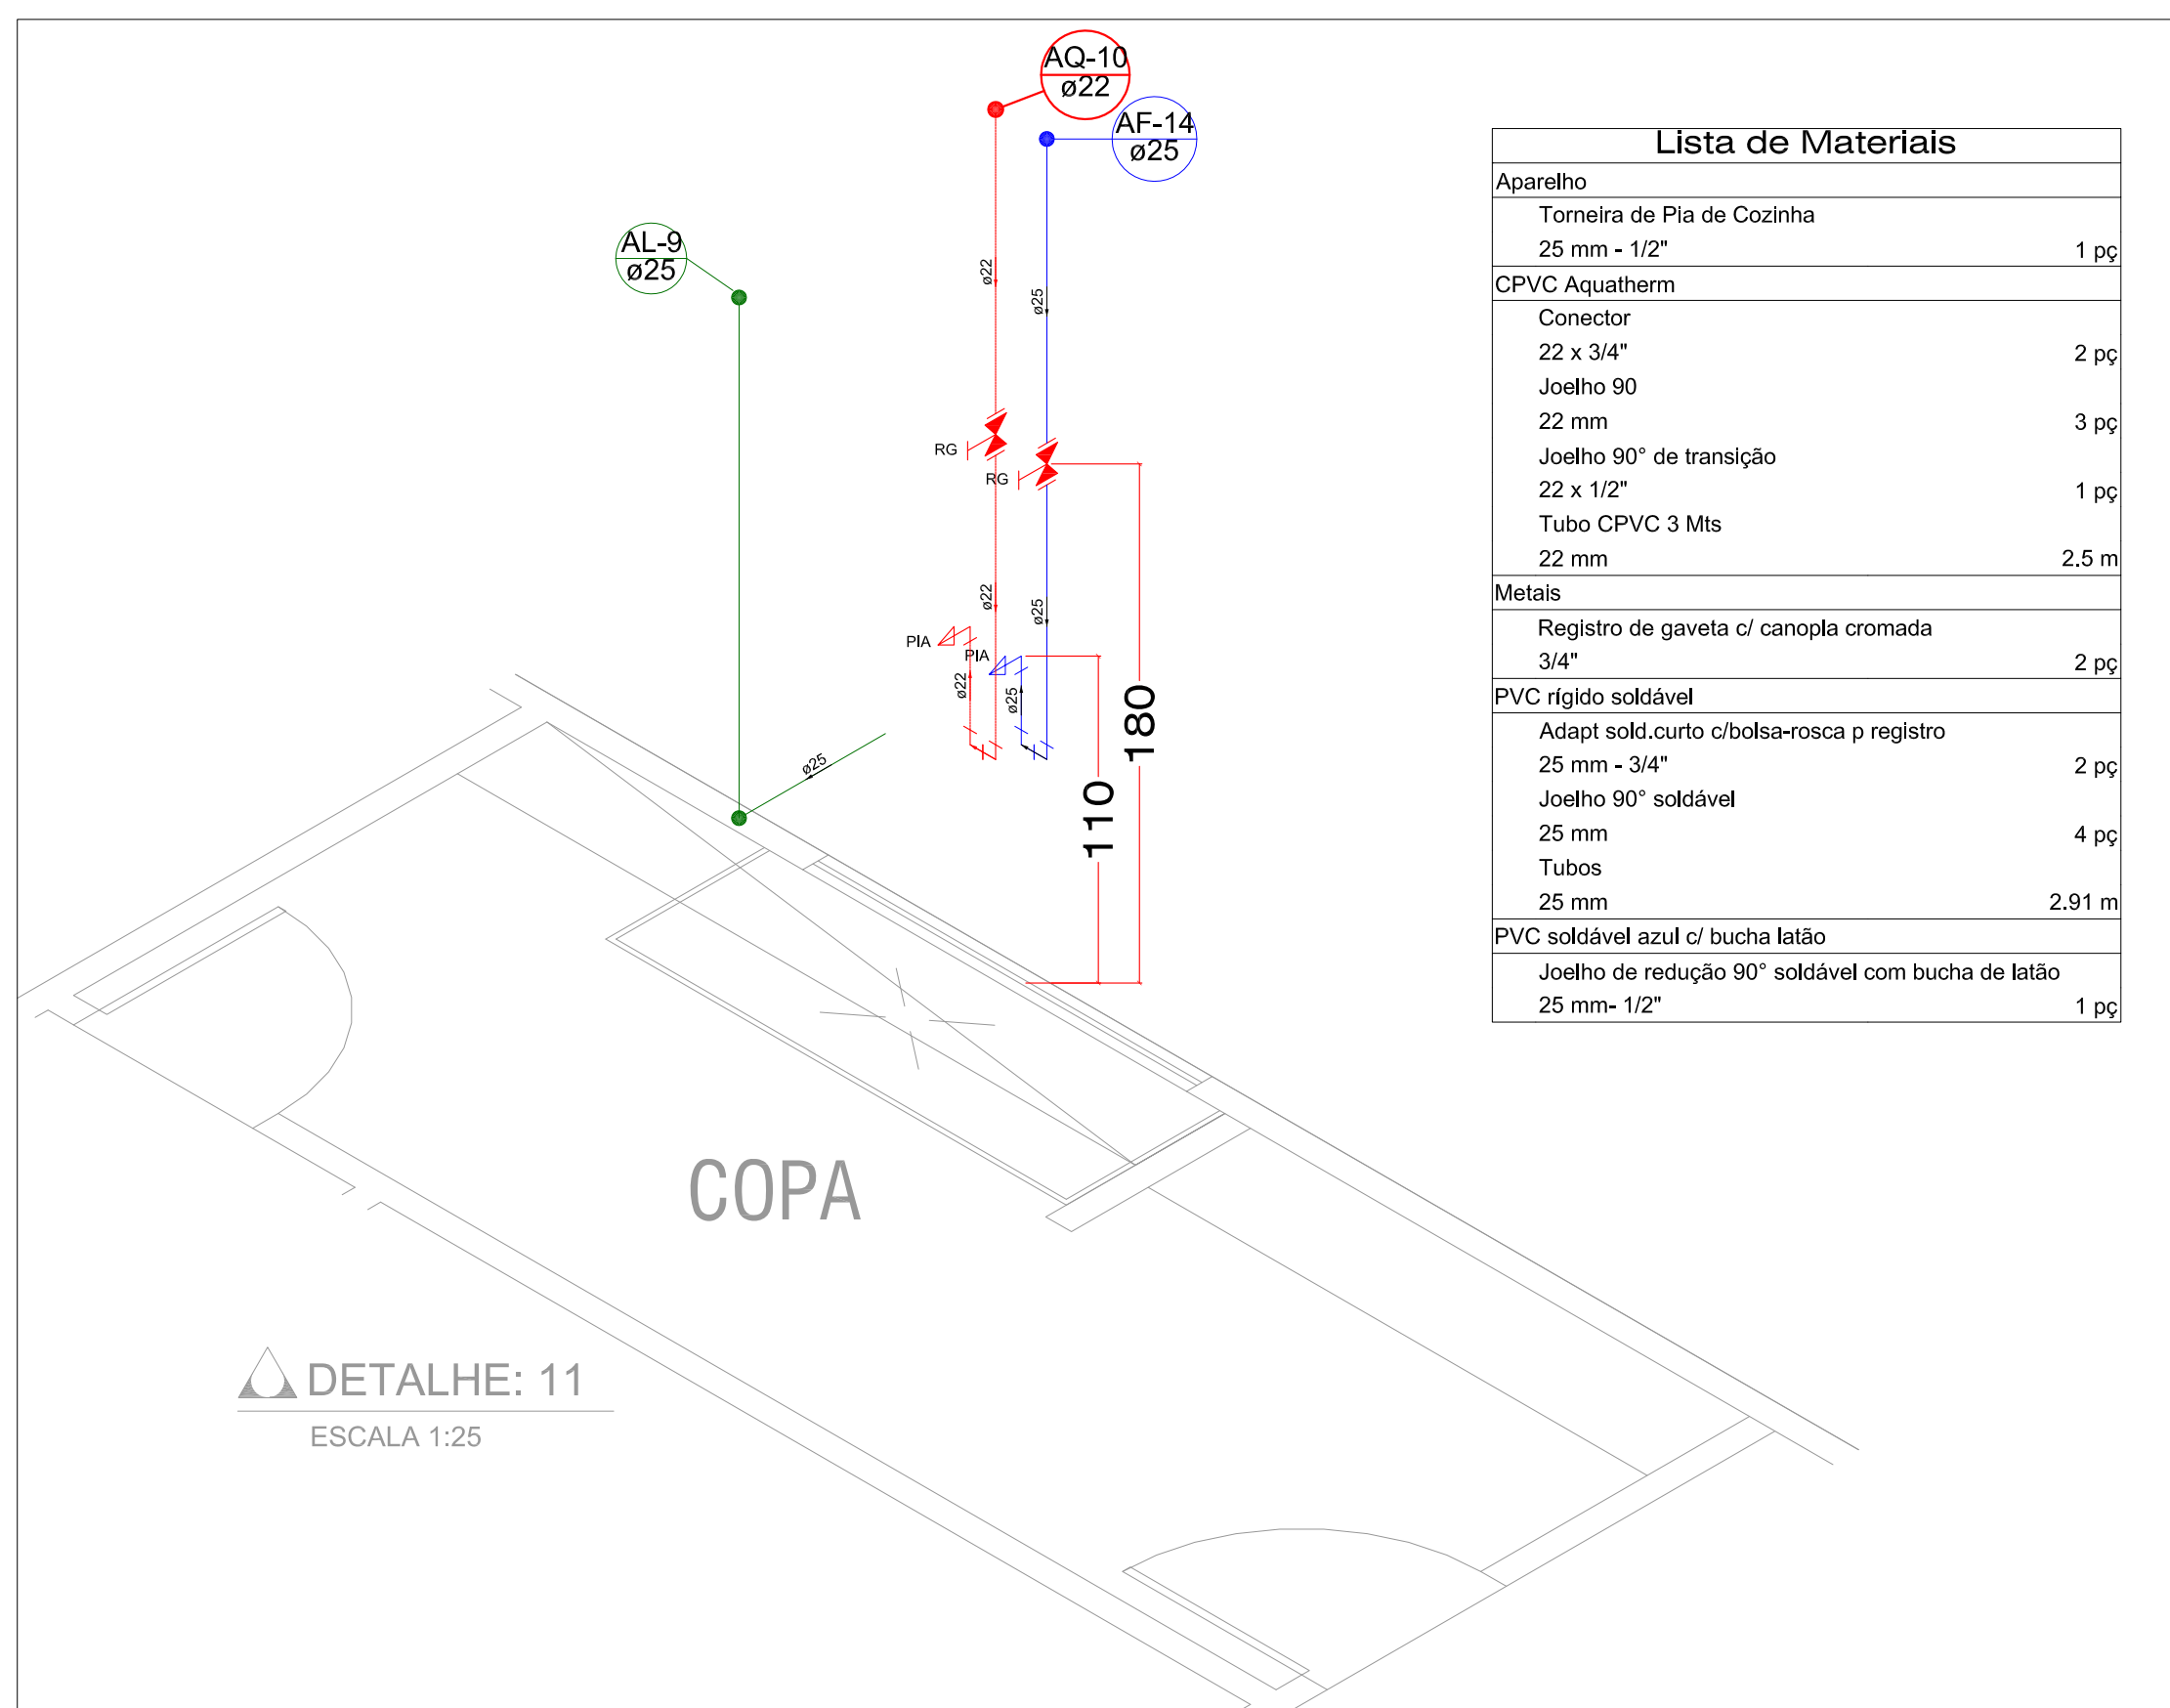 AQ-10
ø22
AF-14
ø25
AL-9
ø25
ø22
ø25
RG
RG
ø22
ø25
PIA
PIA
ø22
ø25
ø25
110
180
COPA
DETALHE: 11
ESCALA 1:25
Lista de Materiais
Aparelho
Torneira de Pia de Cozinha
25 mm - 1/2" 1 pç
CPVC Aquatherm
Conector
22 x 3/4" 2 pç
Joelho 90
22 mm 3 pç
Joelho 90° de transição
22 x 1/2" 1 pç
Tubo CPVC 3 Mts
22 mm 2.5 m
Metais
Registro de gaveta c/ canopla cromada
3/4" 2 pç
PVC rígido soldável
Adapt sold.curto c/bolsa-rosca p registro
25 mm - 3/4" 2 pç
Joelho 90° soldável
25 mm 4 pç
Tubos
25 mm 2.91 m
PVC soldável azul c/ bucha latão
Joelho de redução 90° soldável com bucha de latão
25 mm- 1/2" 1 pç